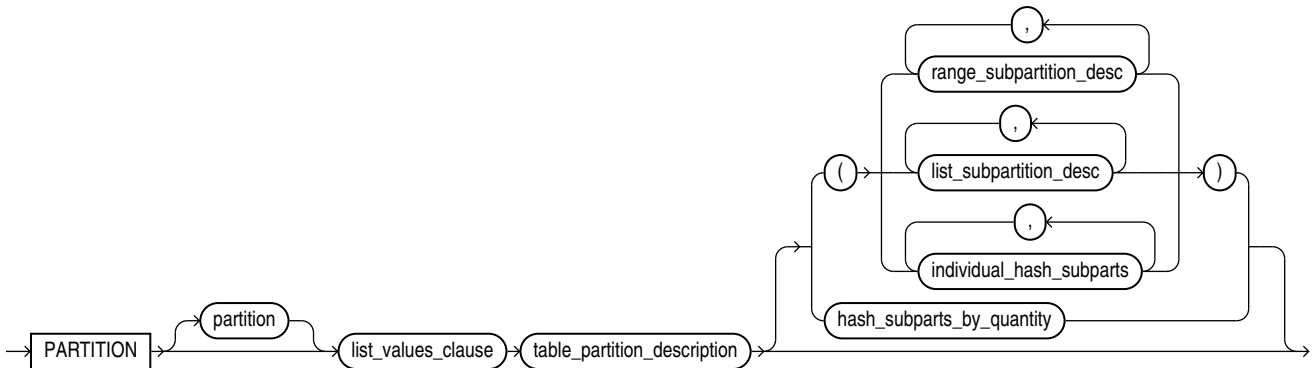 ,
range_subpartition_desc
,
( list_subpartition_desc )
,
individual_hash_subparts
partition hash_subparts_by_quantity
PARTITION list_values_clause table_partition_description